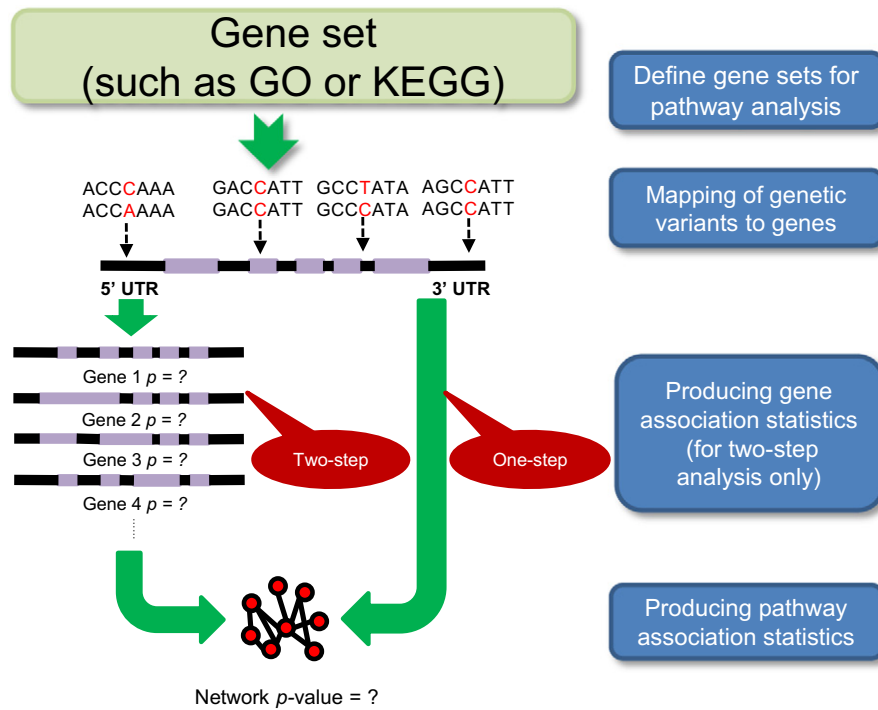 Gene set
(such as GO or KEGG)
Define gene sets for
pathway analysis
ACCCAAA GACCATT GCCTATA AGCCATT
ACCAAAA GACCATT GCCCATA AGCCATT
Mapping of genetic
variants to genes
5’ UTR 3’ UTR
Gene 1 p = ?
Gene 2 p = ?
Gene 3 p = ?
Gene 4 p = ?
Two-step
One-step
Producing gene
association statistics
(for two-step
analysis only)
Producing pathway
association statistics
Network p-value = ?